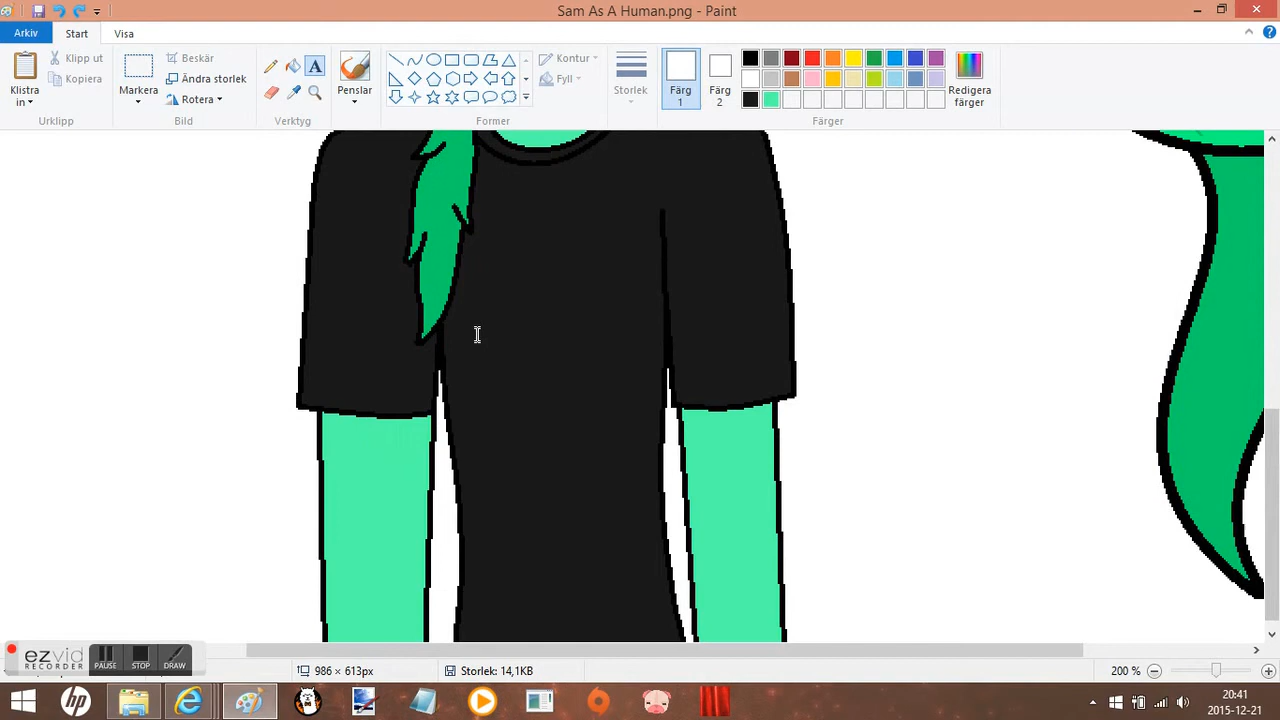 Sam As A Human.png - Paint
Arkiv Start Visa
Klistra in
Klipp ut
Kopiera
Urklipp
Markera
Beskär
Ändra storlek
Rotera
Bild
A
Verktyg
Penslar
Kontur
Fyll
Former
Storlek
Färg 1
Färg 2
Redigera färger
Färger
ezvid
RECORDER
PAUSE STOP DRAW
986 × 613px
Storlek: 14,1KB
200 %
hp
20:41
2015-12-21